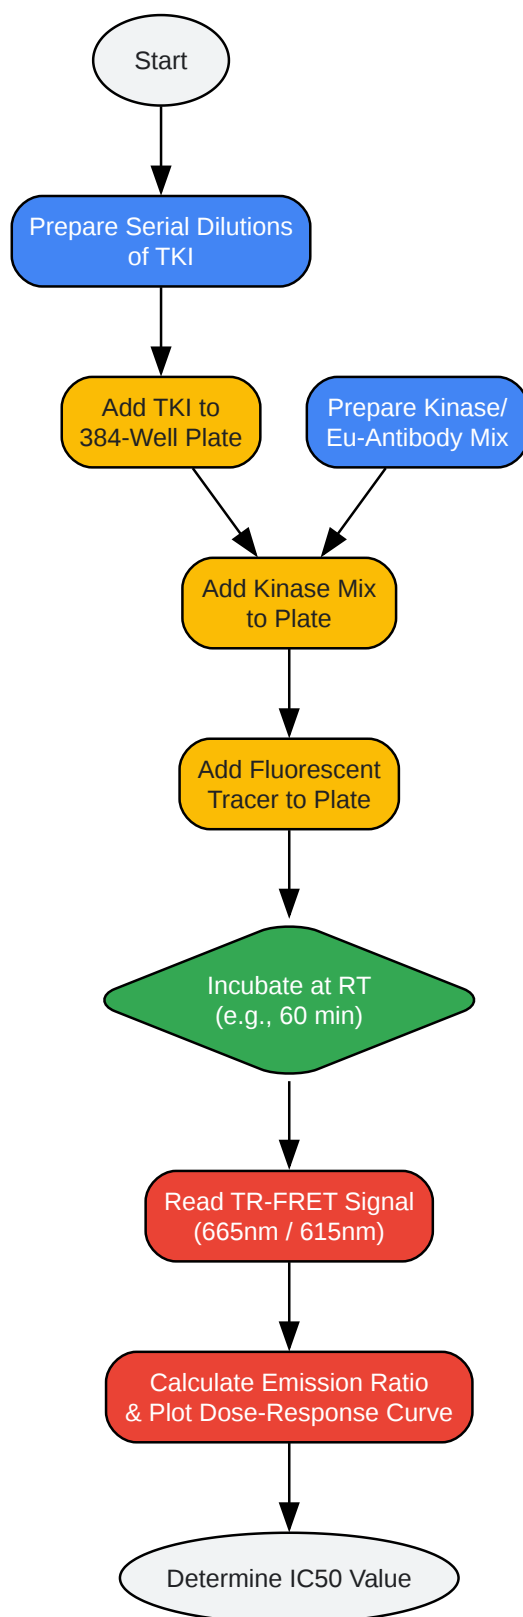 Start
Prepare Serial Dilutions
of TKI
Add TKI to
384-Well Plate
Prepare Kinase/
Eu-Antibody Mix
Add Kinase Mix
to Plate
Add Fluorescent
Tracer to Plate
Incubate at RT
(e.g., 60 min)
Read TR-FRET Signal
(665nm / 615nm)
Calculate Emission Ratio
& Plot Dose-Response Curve
Determine IC50 Value